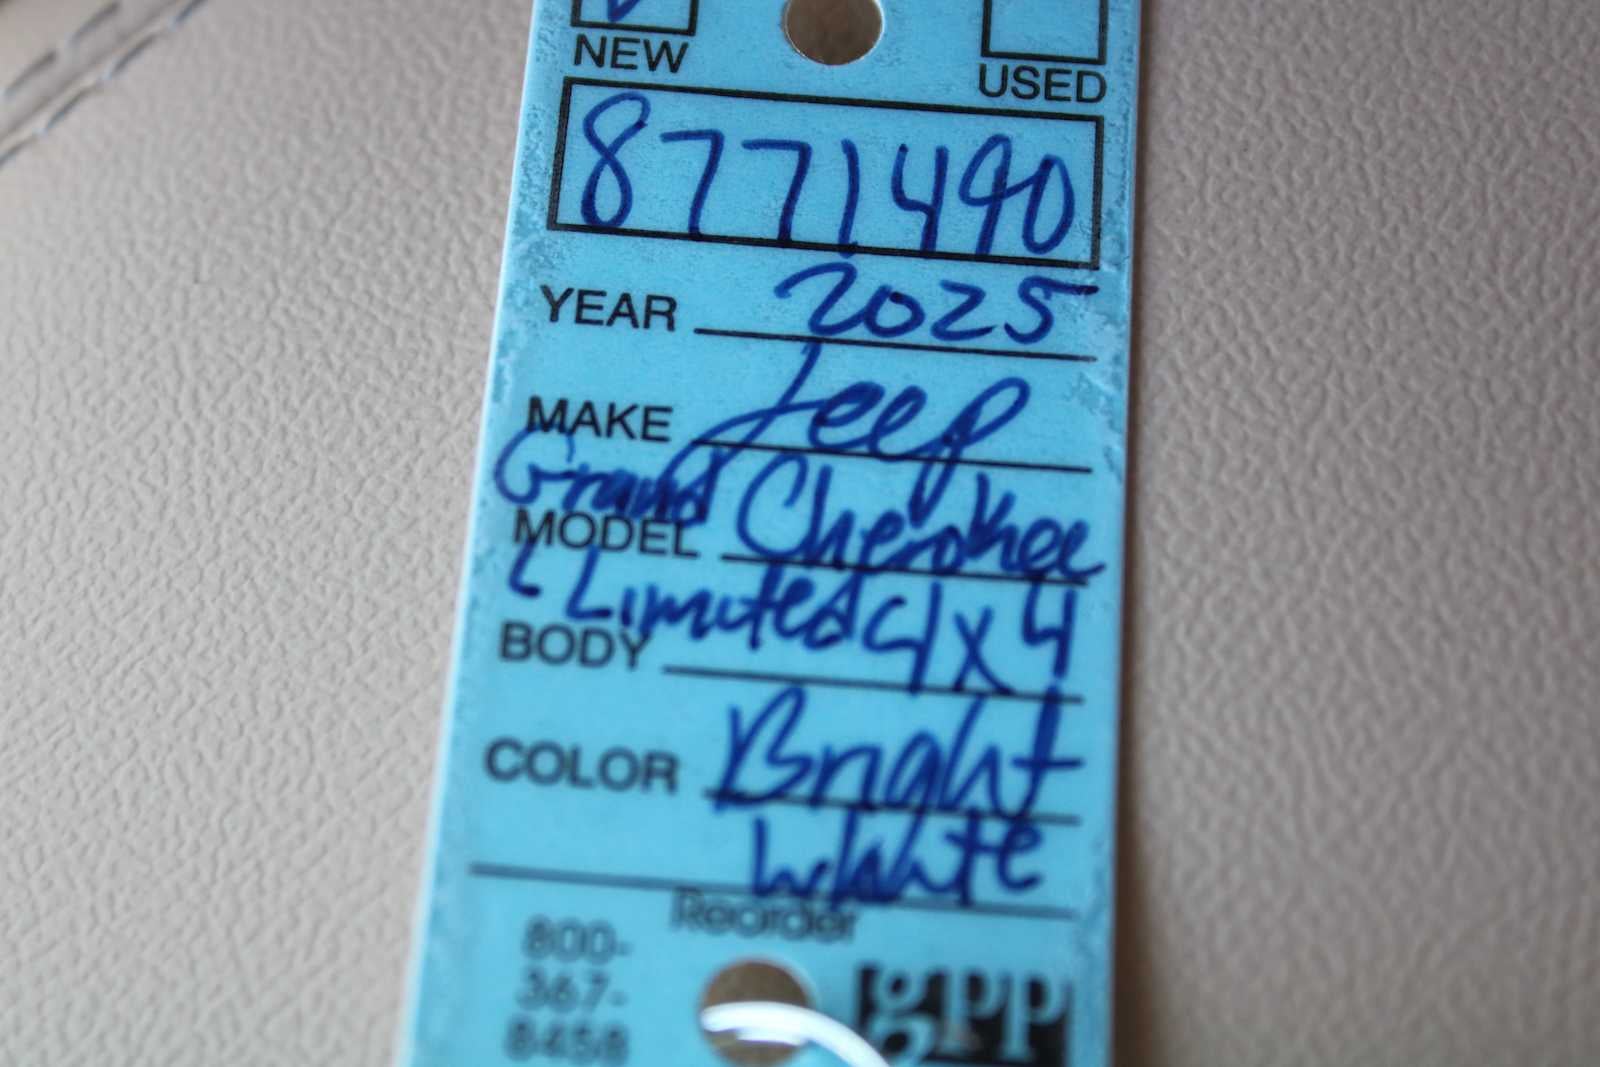 NEW USED
8771490
YEAR 2025
MAKE Jeep
Grand Cherokee
MODEL
L Limited 4x4
BODY
COLOR Bright
White
Reorder
800-
367-
8458
gpp